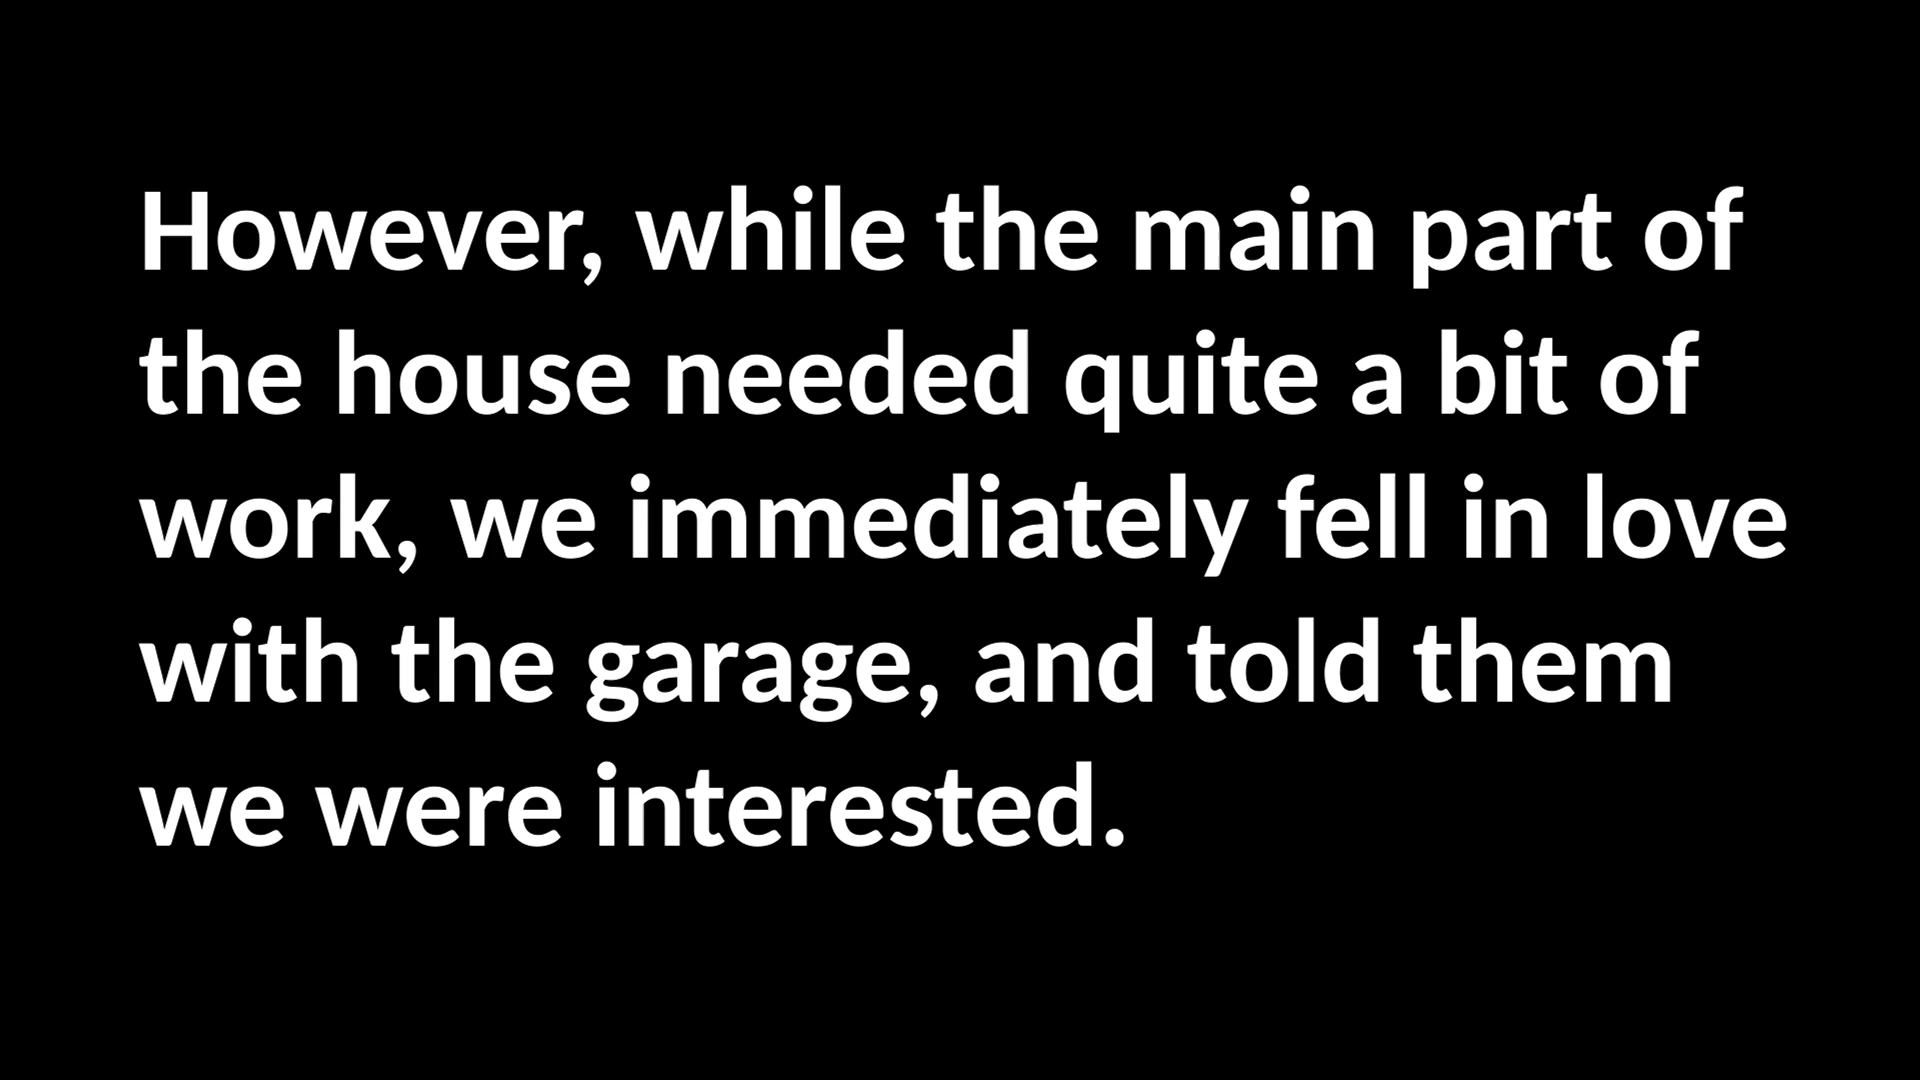 However, while the main part of
the house needed quite a bit of
work, we immediately fell in love
with the garage, and told them
we were interested.